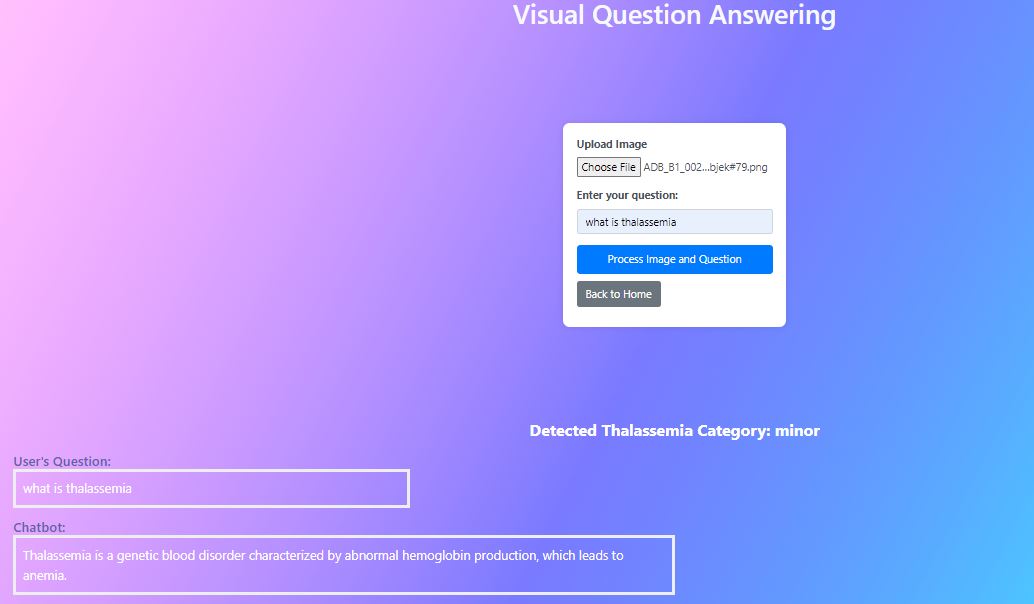 Visual Question Answering
Upload Image
Choose File ADB_B1_002...bjek#79.png
Enter your question:
what is thalassemia
Process Image and Question
Back to Home
Detected Thalassemia Category: minor
User's Question:
what is thalassemia
Chatbot:
Thalassemia is a genetic blood disorder characterized by abnormal hemoglobin production, which leads to
anemia.